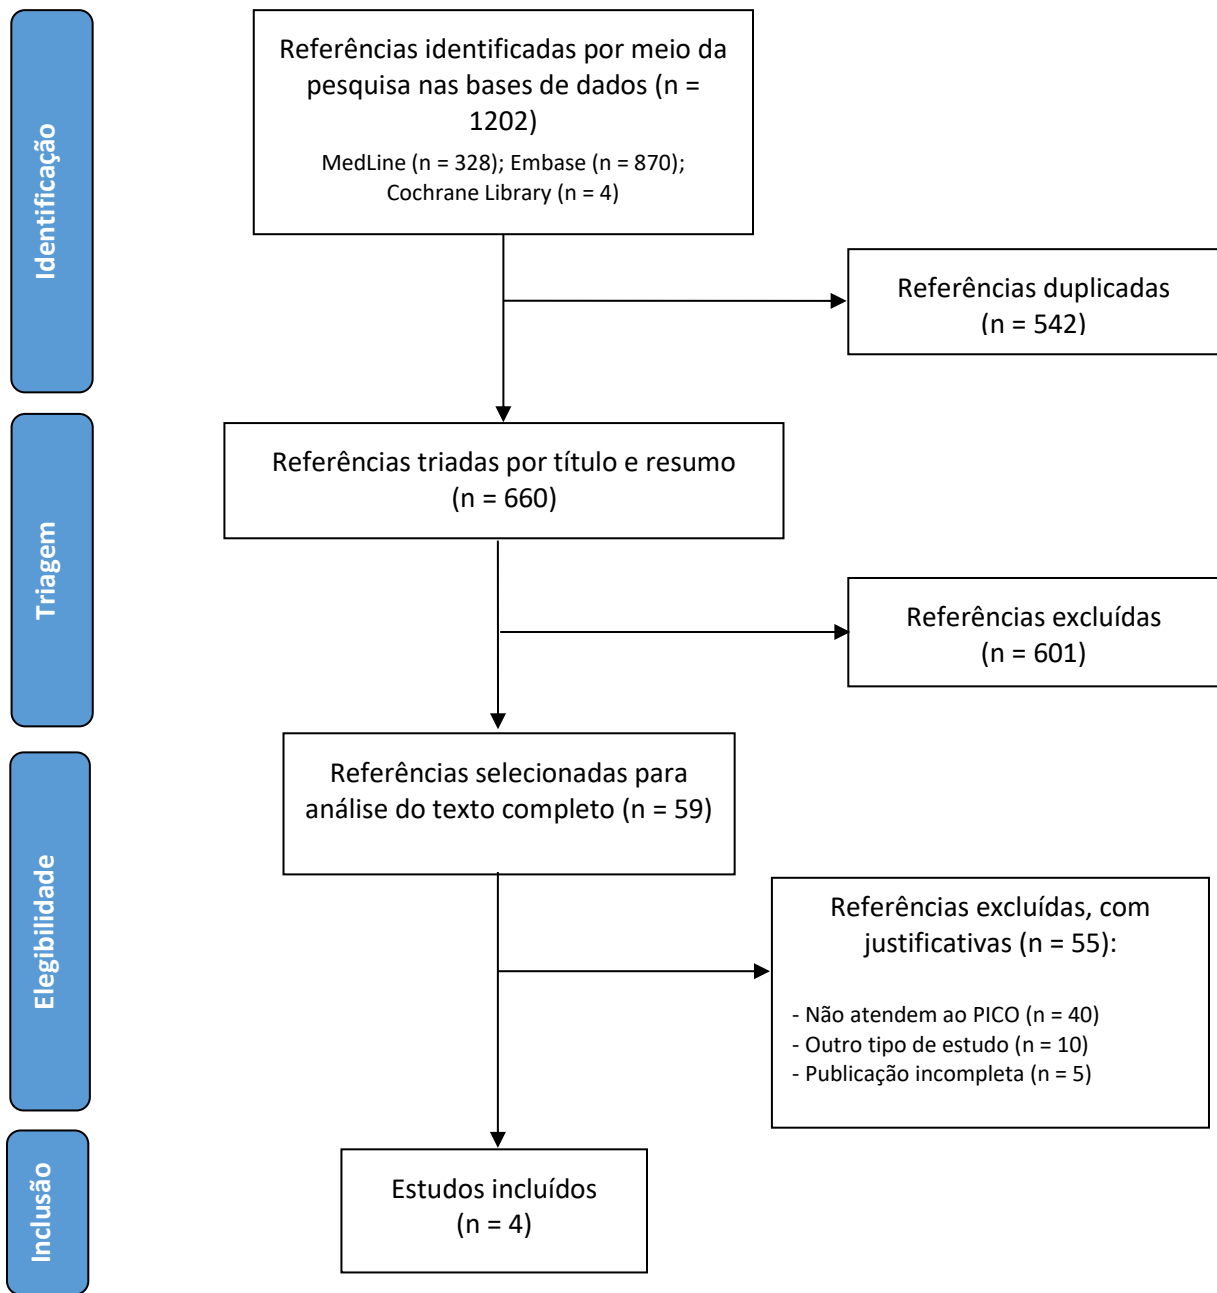 Identificação
Referências identificadas por meio da
pesquisa nas bases de dados (n =
1202)
MedLine (n = 328); Embase (n = 870);
Cochrane Library (n = 4)
Referências duplicadas
(n = 542)
Triagem
Referências triadas por título e resumo
(n = 660)
Referências excluídas
(n = 601)
Elegibilidade
Referências selecionadas para
análise do texto completo (n = 59)
Referências excluídas, com
justificativas (n = 55):
- Não atendem ao PICO (n = 40)
- Outro tipo de estudo (n = 10)
- Publicação incompleta (n = 5)
Inclusão
Estudos incluídos
(n = 4)